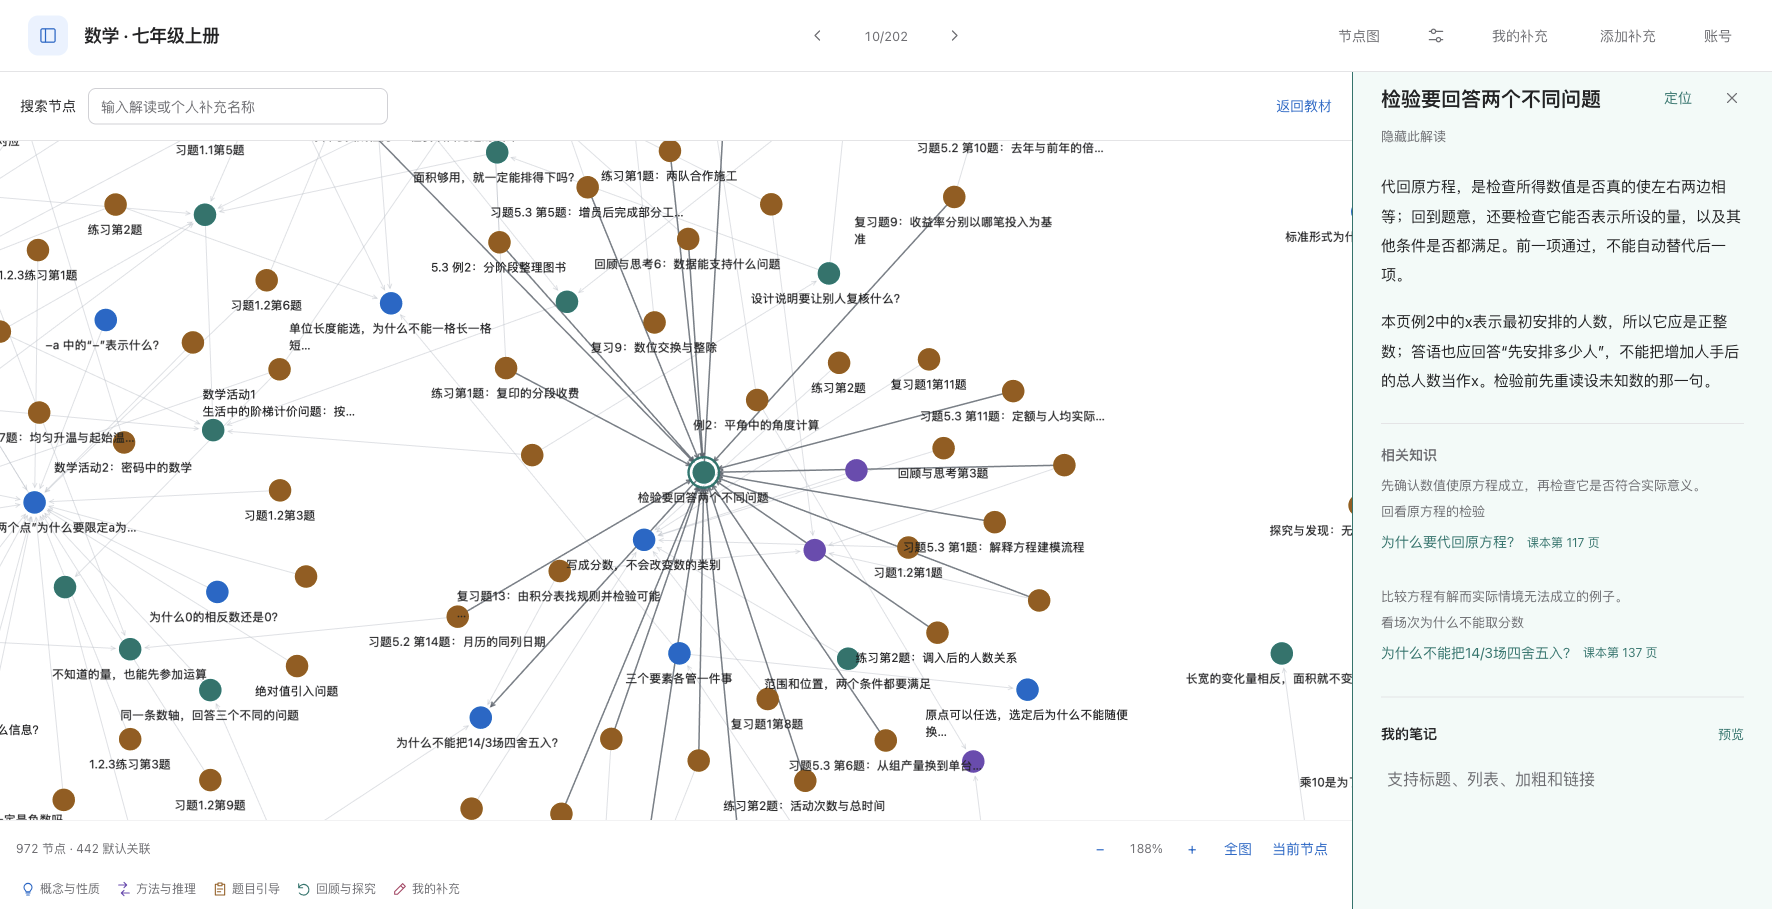 数学 · 七年级上册
10/202
节点图
我的补充
添加补充
账号
搜索节点
输入解读或个人补充名称
返回教材
习题1.1第5题
面积够用，就一定能排得下吗?
练习第1题：两队合作施工
习题5.2 第10题：去年与前年的倍...
练习第2题
习题5.3 第5题：增员后完成部分工...
复习题9：收益率分别以哪笔投入为基
准
标准形式为什
1.2.3练习第1题
5.3 例2：分阶段整理图书
回顾与思考6：数据能支持什么问题
习题1.2第6题
设计说明要让别人复核什么?
单位长度能选，为什么不能一格长一格
短...
−a 中的“−”表示什么?
复习9：数位交换与整除
数学活动1
生活中的阶梯计价问题：按...
练习第1题：复印的分段收费
练习第2题
复习题1第11题
例2：平角中的角度计算
习题5.3 第11题：定额与人均实际...
7题：均匀升温与起始温...
数学活动2：密码中的数学
回顾与思考第3题
检验要回答两个不同问题
习题1.2第3题
两个点”为什么要限定a为...
探究与发现：无
习题5.3 第1题：解释方程建模流程
写成分数，不会改变数的类别
习题1.2第1题
复习题13：由积分表找规则并检验可能
...
为什么0的相反数还是0?
习题5.2 第14题：月历的同列日期
练习第2题：调入后的人数关系
不知道的量，也能先参加运算
三个要素各管一件事
范围和位置，两个条件都要满足
长宽的变化量相反，面积就不变
绝对值引入问题
同一条数轴，回答三个不同的问题
复习题1第8题
原点可以任选，选定后为什么不能随便
换...
么信息?
为什么不能把14/3场四舍五入?
1.2.3练习第3题
习题5.3 第6题：从组产量换到单台...
乘10是为
习题1.2第9题
练习第2题：活动次数与总时间
972 节点 · 442 默认关联
188%
全图
当前节点
概念与性质
方法与推理
题目引导
回顾与探究
我的补充
检验要回答两个不同问题
定位
隐藏此解读
代回原方程，是检查所得数值是否真的使左右两边相
等；回到题意，还要检查它能否表示所设的量，以及其
他条件是否都满足。前一项通过，不能自动替代后一
项。
本页例2中的x表示最初安排的人数，所以它应是正整
数；答语也应回答“先安排多少人”，不能把增加人手后
的总人数当作x。检验前先重读设未知数的那一句。
相关知识
先确认数值使原方程成立，再检查它是否符合实际意义。
回看原方程的检验
为什么要代回原方程? 课本第 117 页
比较方程有解而实际情境无法成立的例子。
看场次为什么不能取分数
为什么不能把14/3场四舍五入? 课本第 137 页
我的笔记
预览
支持标题、列表、加粗和链接